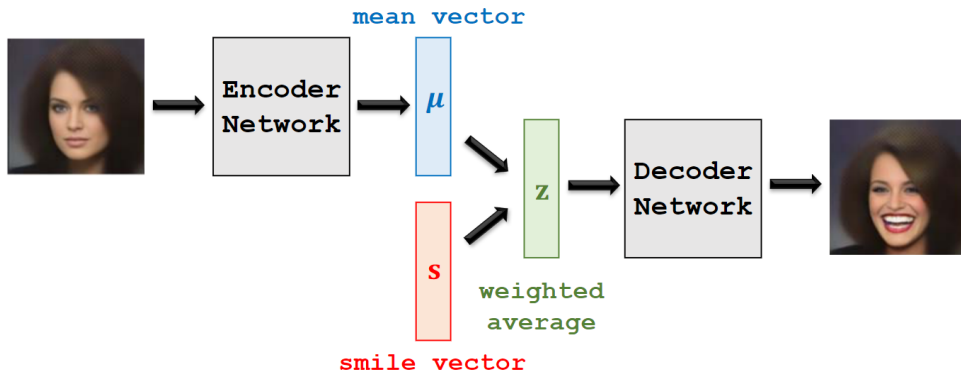 mean vector
Encoder
Network
μ
s
smile vector
z
weighted
average
Decoder
Network